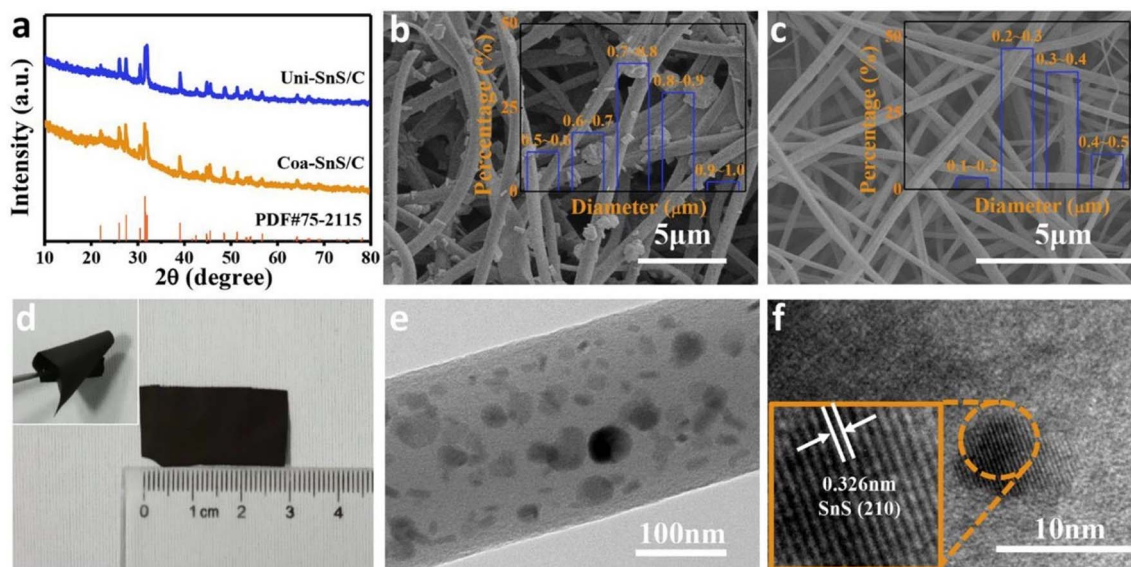 a
Intensity (a.u.)
Uni-SnS/C
Coa-SnS/C
PDF#75-2115
10 20 30 40 50 60 70 80
2θ (degree)
b
Percentage (%)
50
25
0
0.5~0.6
0.6~0.7
0.7~0.8
0.8~0.9
0.9~1.0
Diameter (μm)
5μm
c
Percentage (%)
50
25
0
0.1~0.2
0.2~0.3
0.3~0.4
0.4~0.5
Diameter (μm)
5μm
d
0 1cm 2 3 4
e
100nm
f
0.326nm
SnS (210)
10nm